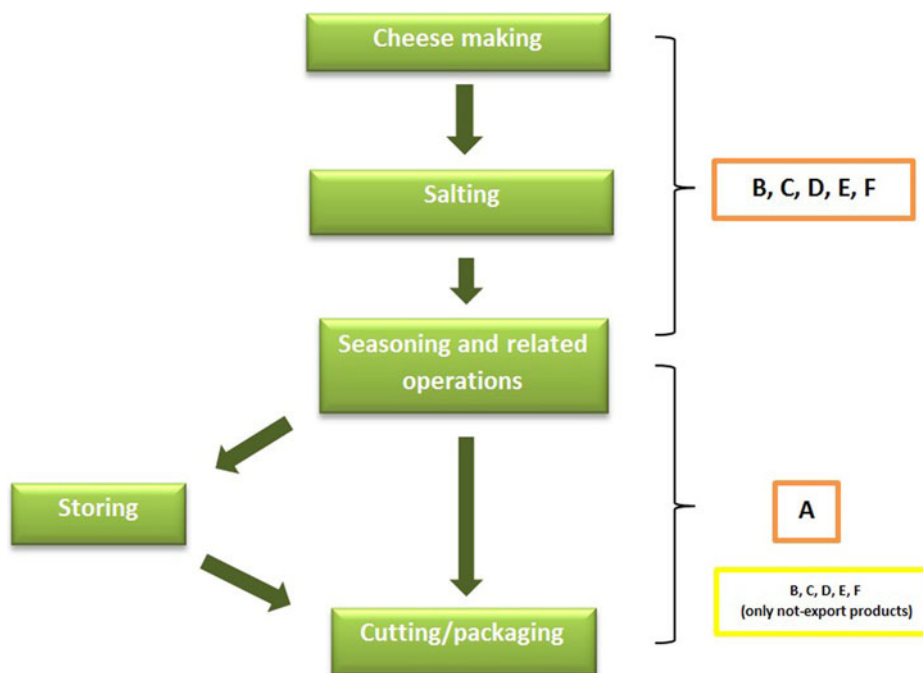 Cheese making
Salting
B, C, D, E, F
Seasoning and related
operations
Storing
A
B, C, D, E, F
(only not-export products)
Cutting/packaging